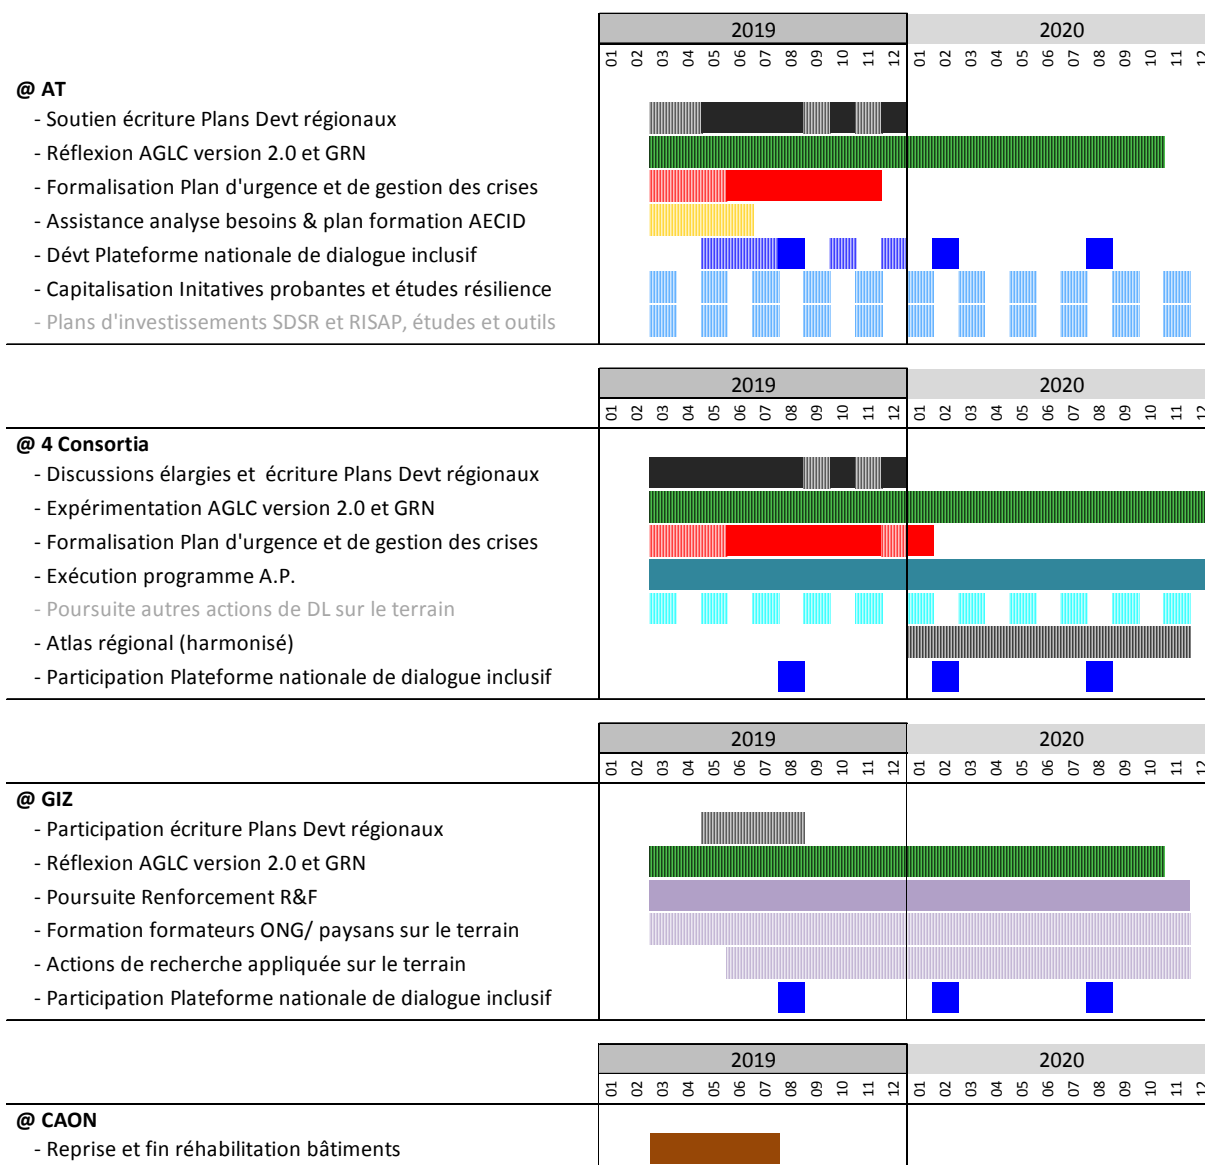 2019 2020
01 02 03 04 05 06 07 08 09 10 11 12 01 02 03 04 05 06 07 08 09 10 11 12
@ AT
- Soutien écriture Plans Devt régionaux
- Réflexion AGLC version 2.0 et GRN
- Formalisation Plan d'urgence et de gestion des crises
- Assistance analyse besoins & plan formation AECID
- Dévt Plateforme nationale de dialogue inclusif
- Capitalisation Initatives probantes et études résilience
- Plans d'investissements SDSR et RISAP, études et outils
2019 2020
01 02 03 04 05 06 07 08 09 10 11 12 01 02 03 04 05 06 07 08 09 10 11 12
@ 4 Consortia
- Discussions élargies et écriture Plans Devt régionaux
- Expérimentation AGLC version 2.0 et GRN
- Formalisation Plan d'urgence et de gestion des crises
- Exécution programme A.P.
- Poursuite autres actions de DL sur le terrain
- Atlas régional (harmonisé)
- Participation Plateforme nationale de dialogue inclusif
2019 2020
01 02 03 04 05 06 07 08 09 10 11 12 01 02 03 04 05 06 07 08 09 10 11 12
@ GIZ
- Participation écriture Plans Devt régionaux
- Réflexion AGLC version 2.0 et GRN
- Poursuite Renforcement R&F
- Formation formateurs ONG/ paysans sur le terrain
- Actions de recherche appliquée sur le terrain
- Participation Plateforme nationale de dialogue inclusif
2019 2020
01 02 03 04 05 06 07 08 09 10 11 12 01 02 03 04 05 06 07 08 09 10 11 12
@ CAON
- Reprise et fin réhabilitation bâtiments